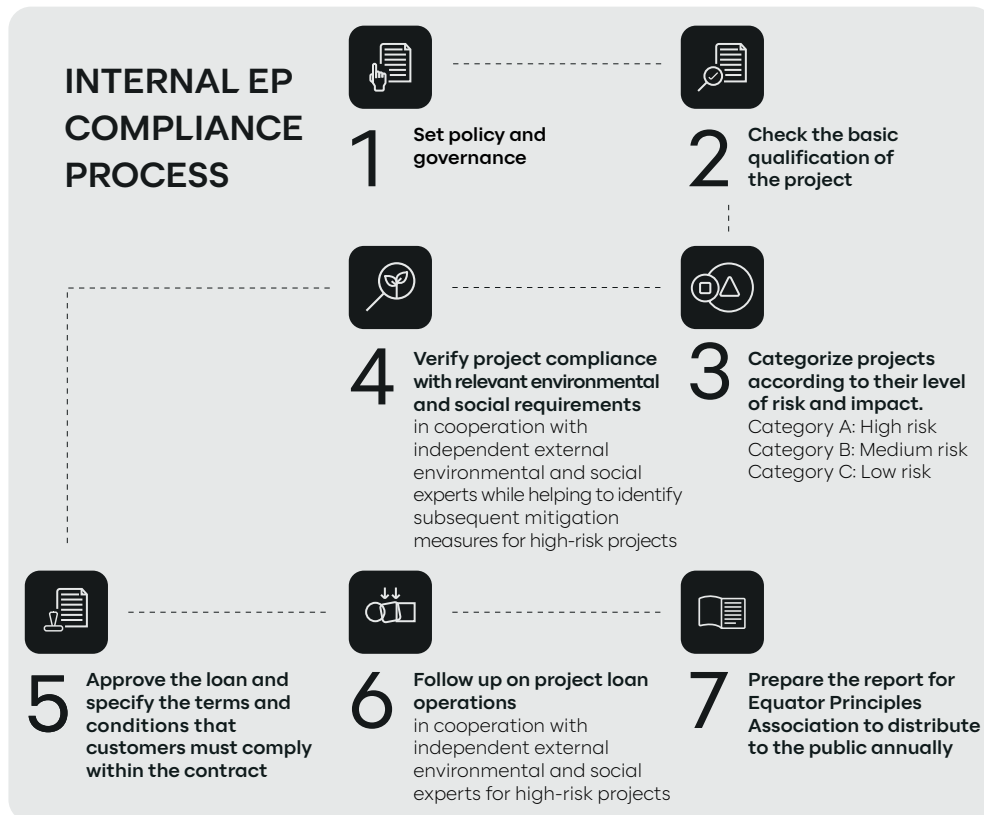 INTERNAL EP
COMPLIANCE
PROCESS
1
Set policy and
governance
2
Check the basic
qualification of
the project
3
Categorize projects
according to their level
of risk and impact.
Category A: High risk
Category B: Medium risk
Category C: Low risk
4
Verify project compliance
with relevant environmental
and social requirements
in cooperation with
independent external
environmental and social
experts while helping to identify
subsequent mitigation
measures for high-risk projects
5
Approve the loan and
specify the terms and
conditions that
customers must comply
within the contract
6
Follow up on project loan
operations
in cooperation with
independent external
environmental and social
experts for high-risk projects
7
Prepare the report for
Equator Principles
Association to distribute
to the public annually